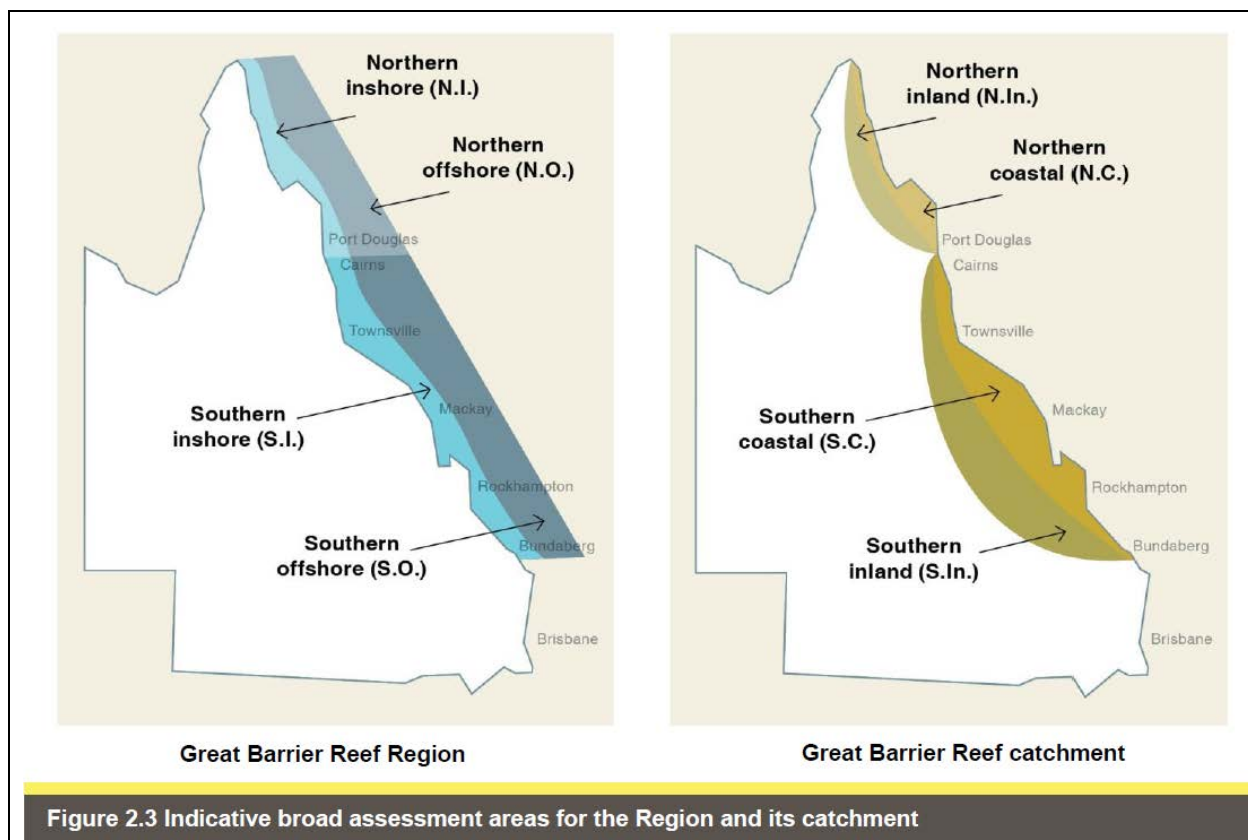 Northern
inshore (N.I.)
Northern
offshore (N.O.)
Port Douglas
Cairns
Townsville
Southern
inshore (S.I.)
Mackay
Rockhampton
Southern
offshore (S.O.)
Bundaberg
Brisbane
Great Barrier Reef Region
Northern
inland (N.In.)
Northern
coastal (N.C.)
Port Douglas
Cairns
Townsville
Southern
coastal (S.C.)
Mackay
Rockhampton
Southern
inland (S.In.)
Bundaberg
Brisbane
Great Barrier Reef catchment
Figure 2.3 Indicative broad assessment areas for the Region and its catchment